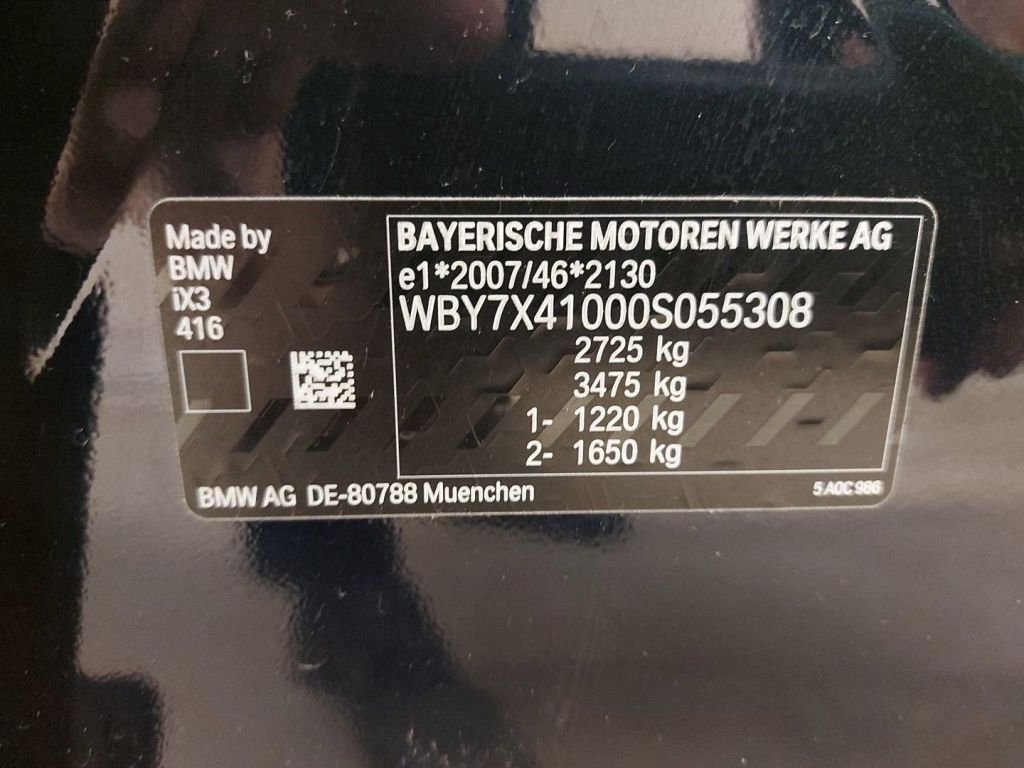 Made by
BMW
iX3
416
BAYERISCHE MOTOREN WERKE AG
e1*2007/46*2130
WBY7X41000S055308
2725 kg
3475 kg
1- 1220 kg
2- 1650 kg
BMW AG DE-80788 Muenchen
5 A0C 986